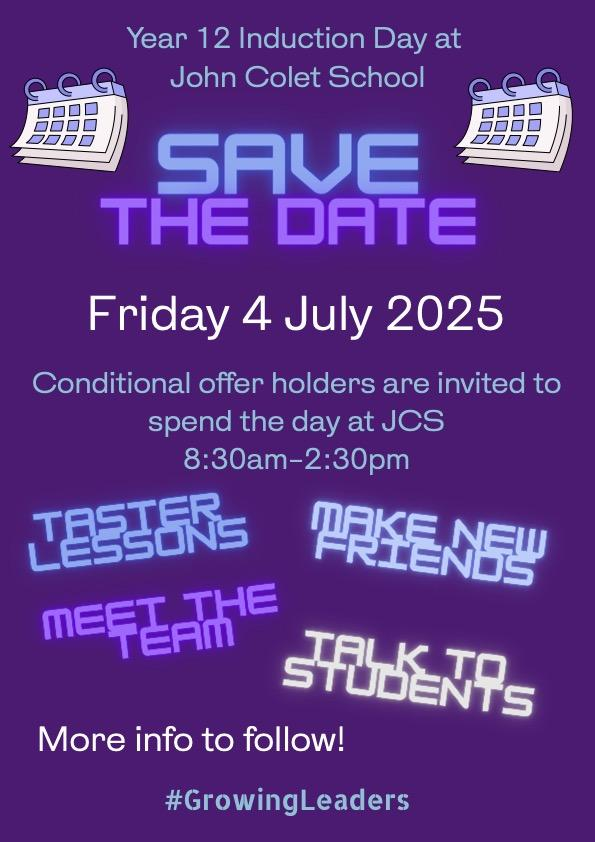 Year 12 Induction Day at
John Colet School
SAVE
THE DATE
Friday 4 July 2025
Conditional offer holders are invited to
spend the day at JCS
8:30am-2:30pm
TASTER
LESSONS
MAKE NEW
FRIENDS
MEET THE
TEAM
TALK TO
STUDENTS
More info to follow!
#GrowingLeaders